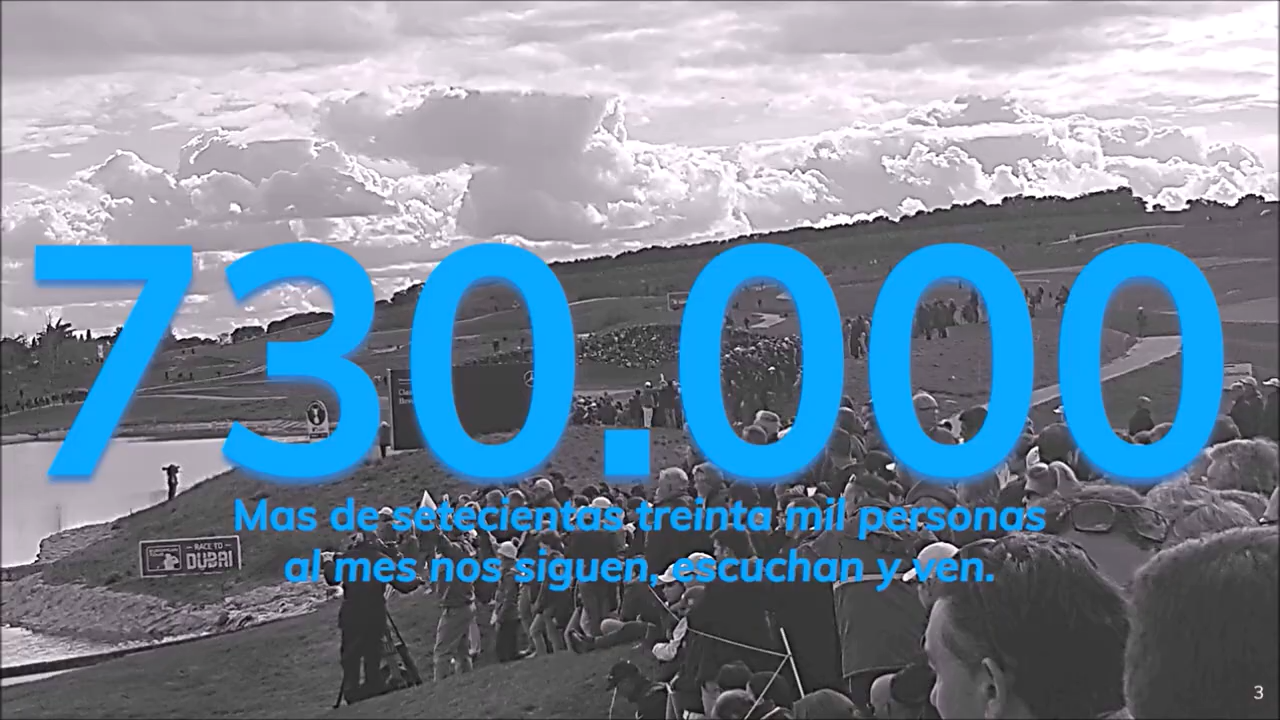 730.000
Mas de setecientas treinta mil personas
al mes nos siguen, escuchan y ven.
RACE TO
DUBAI
3